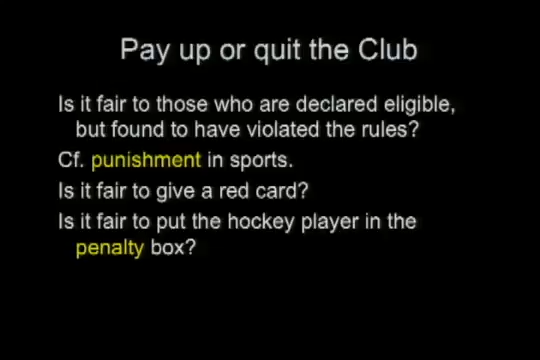 Pay up or quit the Club
Is it fair to those who are declared eligible,
but found to have violated the rules?
Cf. punishment in sports.
Is it fair to give a red card?
Is it fair to put the hockey player in the
penalty box?